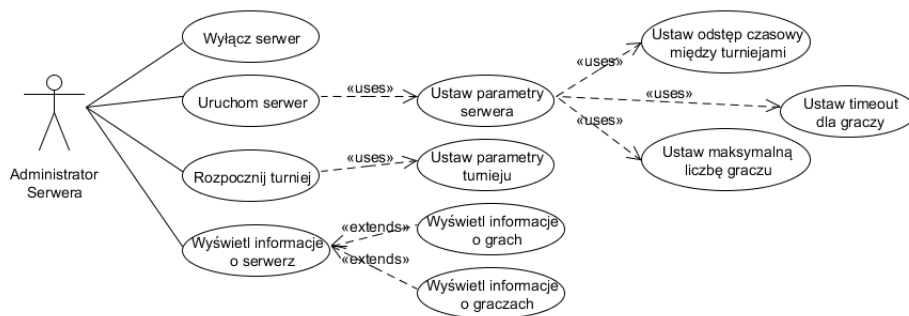 Wyłącz serwer
Ustaw odstęp czasowy
między turniejami
«uses»
Uruchom serwer
«uses»
Ustaw parametry
serwera
«uses»
Ustaw timeout
dla graczy
«uses»
Administrator
Serwera
Rozpocznij turniej
«uses»
Ustaw parametry
turnieju
Ustaw maksymalną
liczbę graczu
Wyświetl informacje
o serwerz
«extends»
Wyświetl informacje
o grach
«extends»
Wyświetl informacje
o graczach